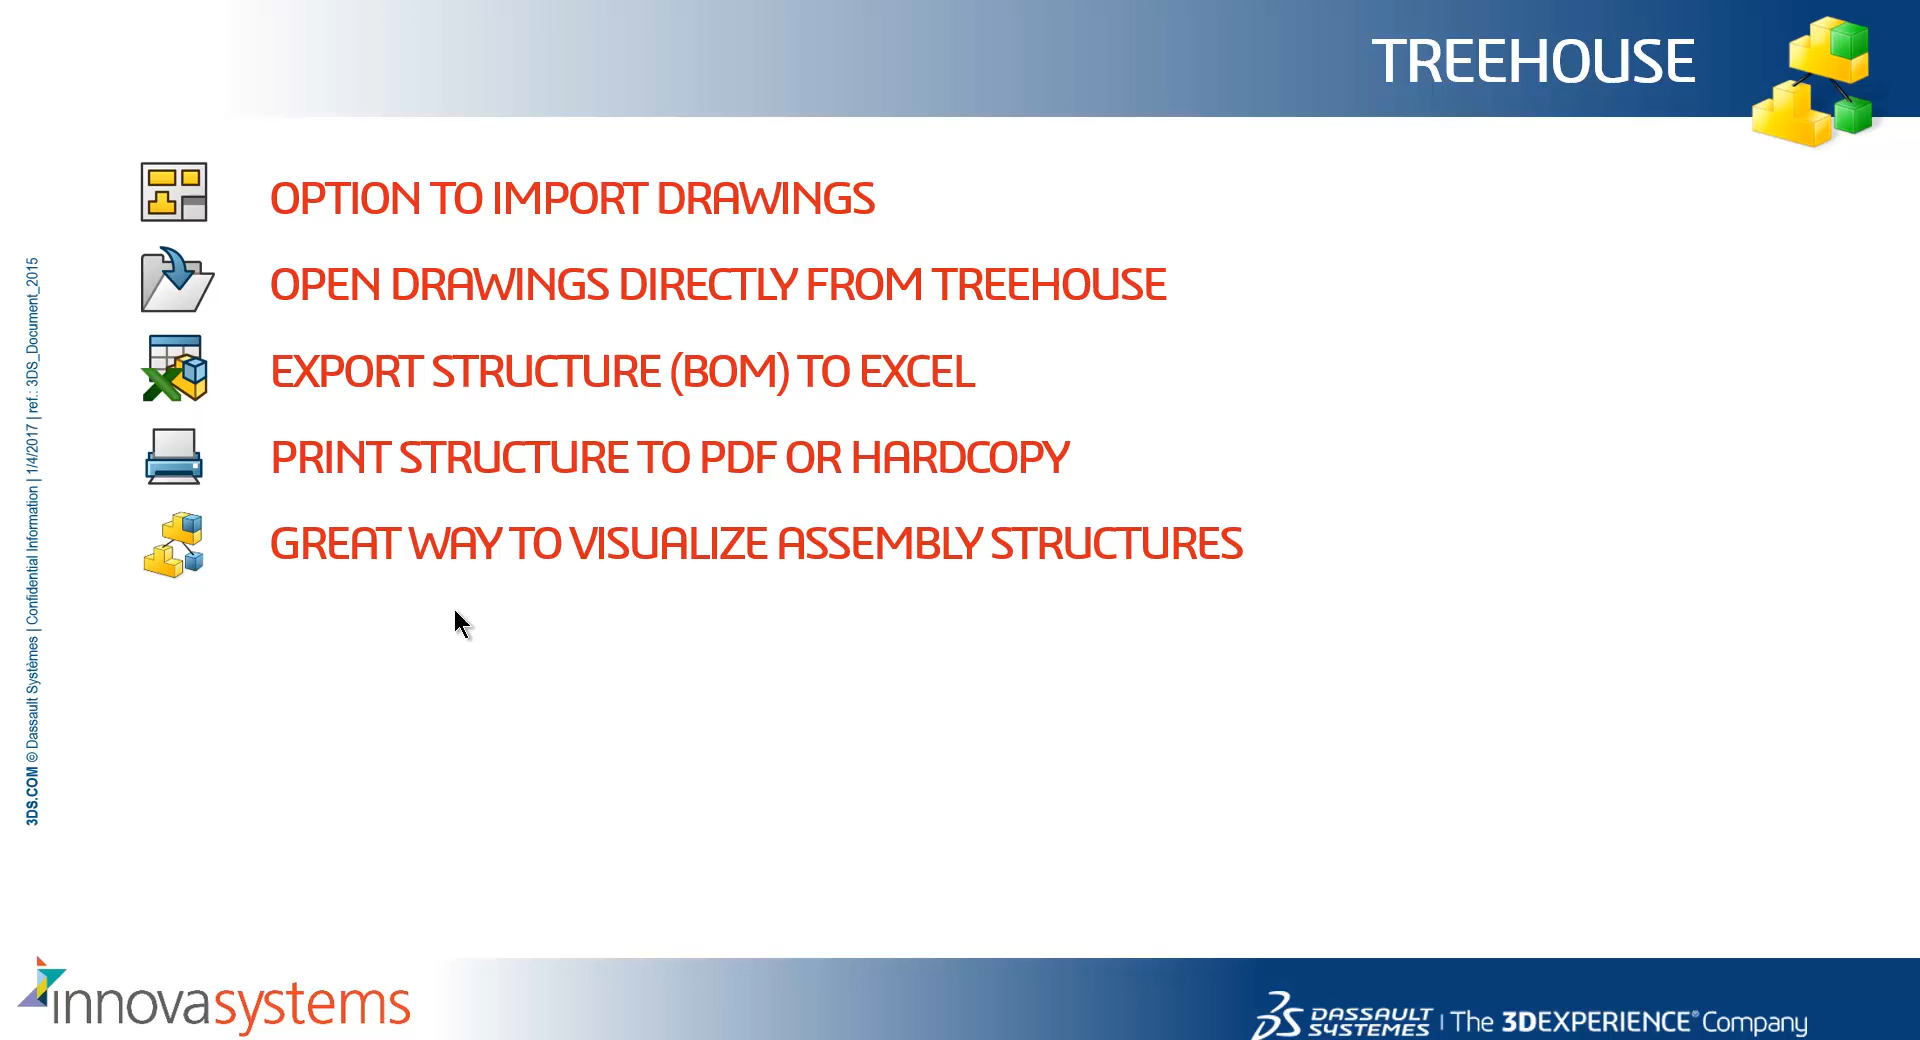 TREEHOUSE
OPTION TO IMPORT DRAWINGS
OPEN DRAWINGS DIRECTLY FROM TREEHOUSE
EXPORT STRUCTURE (BOM) TO EXCEL
PRINT STRUCTURE TO PDF OR HARDCOPY
GREAT WAY TO VISUALIZE ASSEMBLY STRUCTURES
3DS.COM © Dassault Systèmes | Confidential Information | 1/4/2017 | ref.: 3DS_Document_2015
innovasystems
DASSAULT
SYSTEMES | The 3DEXPERIENCE® Company